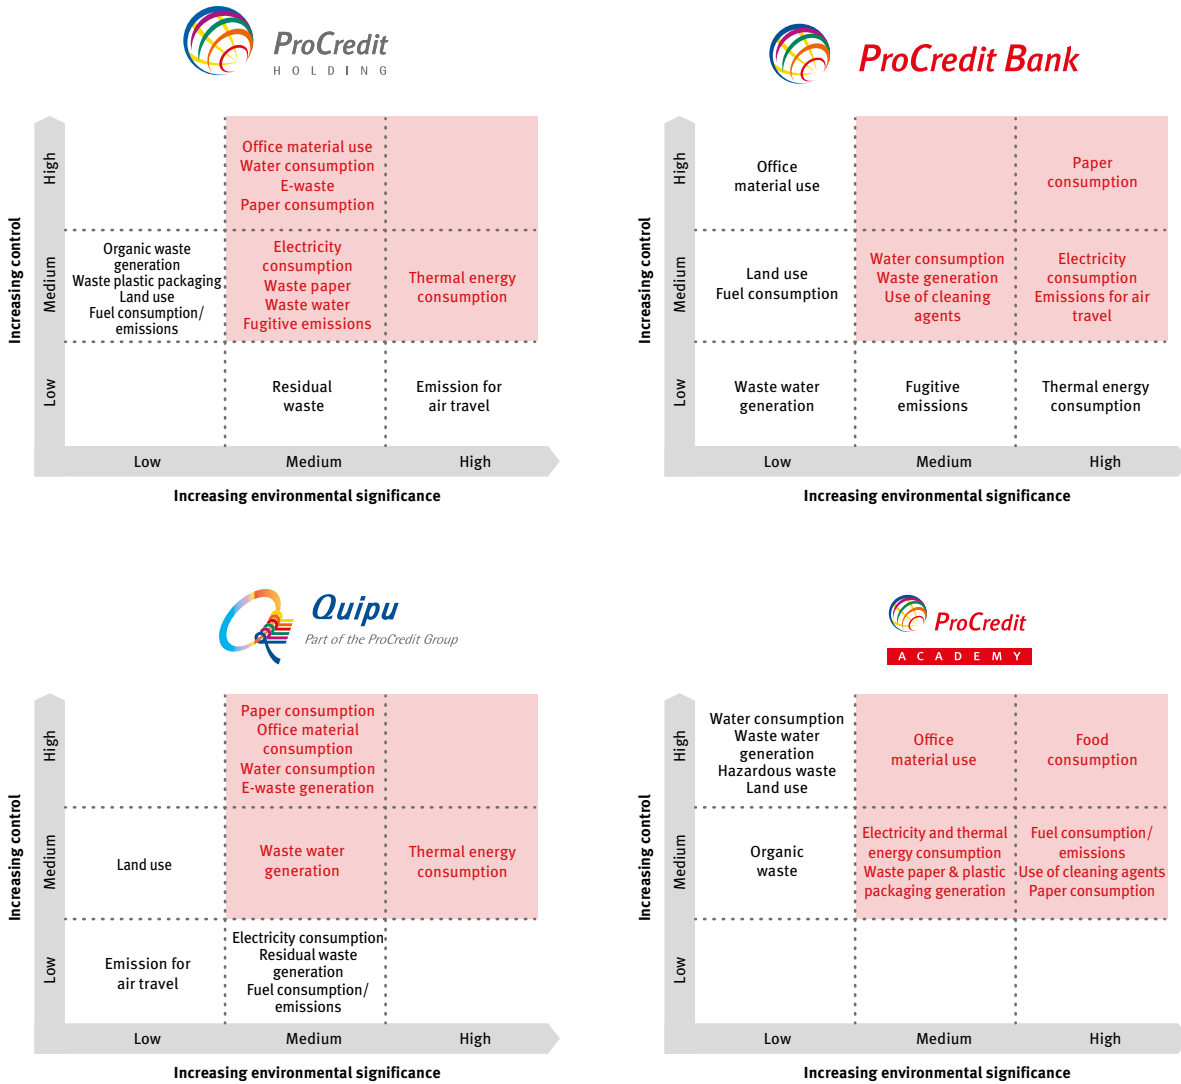 ProCredit
HOLDING
Increasing control
High
Medium
Low
Office material use
Water consumption
E-waste
Paper consumption
Organic waste
generation
Waste plastic packaging
Land use
Fuel consumption/
emissions
Electricity
consumption
Waste paper
Waste water
Fugitive emissions
Thermal energy
consumption
Residual
waste
Emission for
air travel
Low
Medium
High
Increasing environmental significance
ProCredit Bank
Increasing control
High
Medium
Low
Office
material use
Paper
consumption
Land use
Fuel consumption
Water consumption
Waste generation
Use of cleaning
agents
Electricity
consumption
Emissions for air
travel
Waste water
generation
Fugitive
emissions
Thermal energy
consumption
Low
Medium
High
Increasing environmental significance
Quipu
Part of the ProCredit Group
Increasing control
High
Medium
Low
Paper consumption
Office material
consumption
Water consumption
E-waste generation
Land use
Waste water
generation
Thermal energy
consumption
Emission for
air travel
Electricity consumption
Residual waste
generation
Fuel consumption/
emissions
Low
Medium
High
Increasing environmental significance
ProCredit
ACADEMY
Increasing control
High
Medium
Low
Water consumption
Waste water
generation
Hazardous waste
Land use
Office
material use
Food
consumption
Organic
waste
Electricity and thermal
energy consumption
Waste paper & plastic
packaging generation
Fuel consumption/
emissions
Use of cleaning agents
Paper consumption
Low
Medium
High
Increasing environmental significance